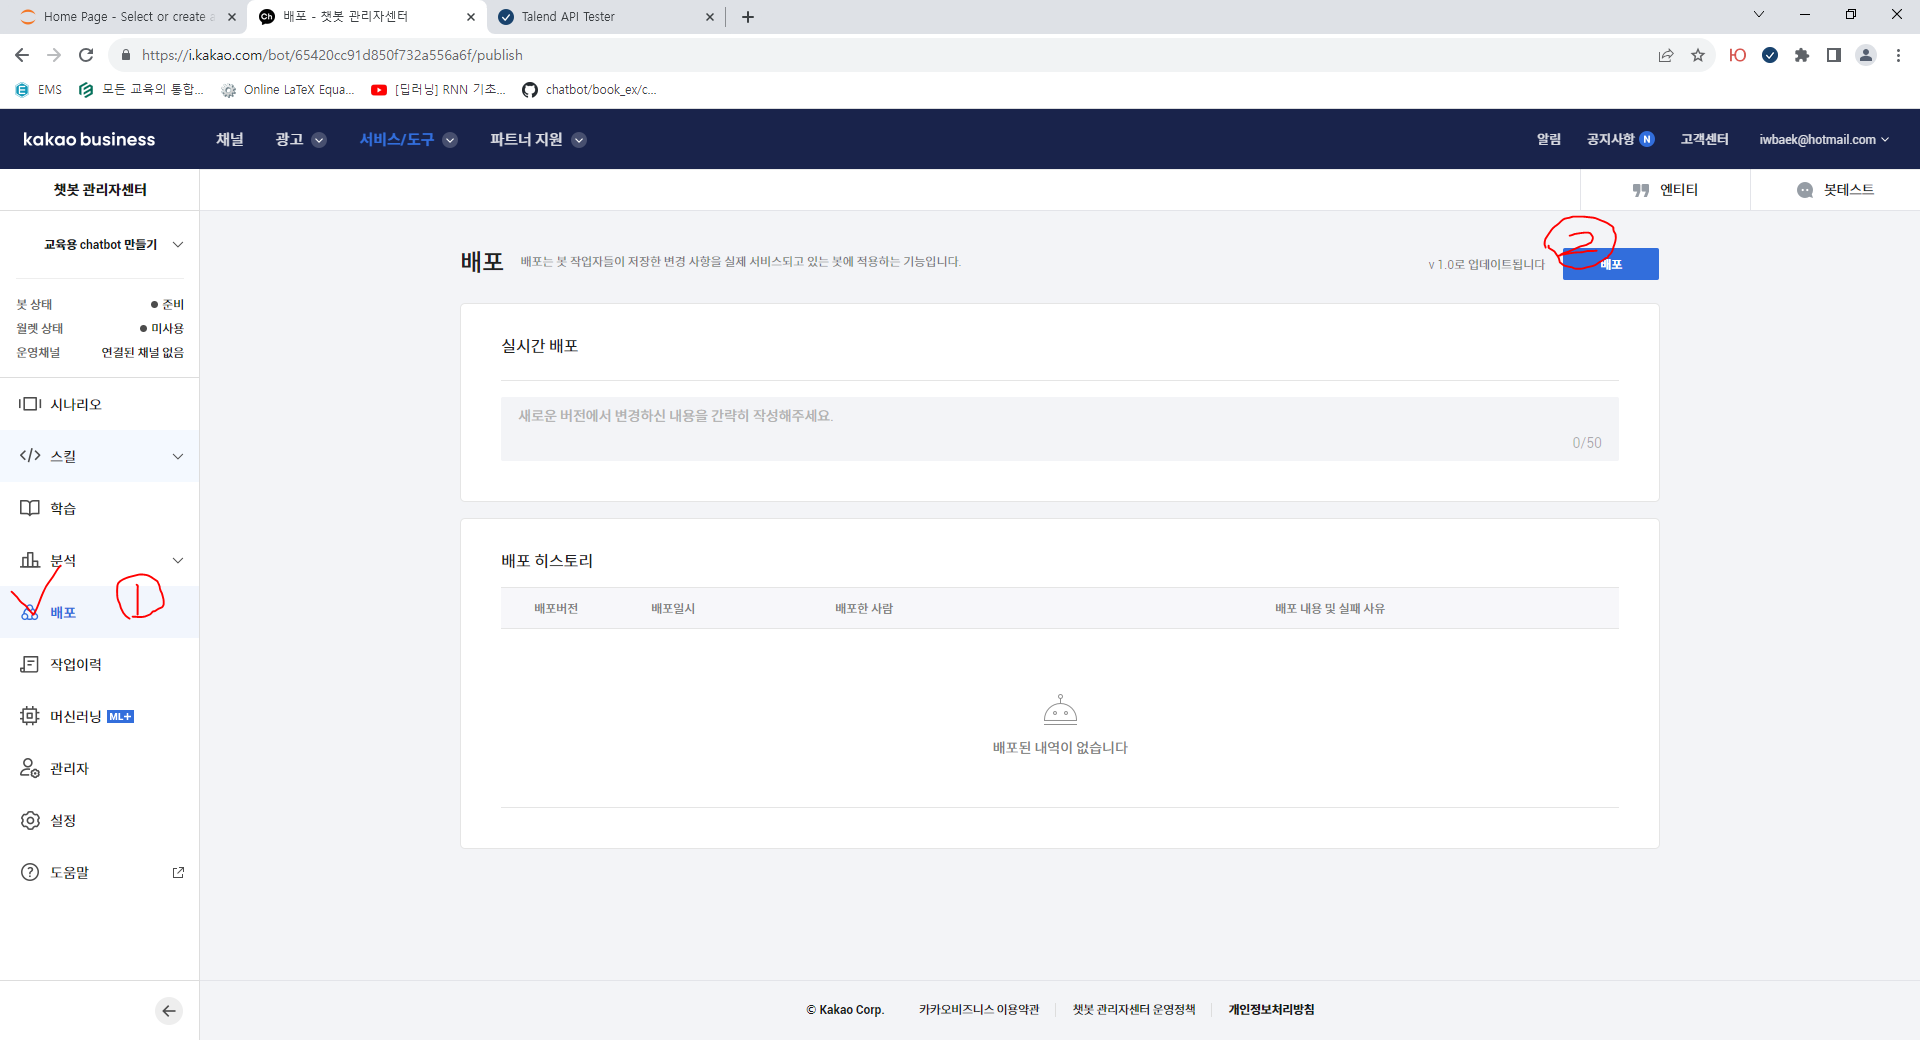 Home Page - Select or create a
배포 - 챗봇 관리자센터
Talend API Tester
https://i.kakao.com/bot/65420cc91d850f732a556a6f/publish
EMS
모든 교육의 통합...
Online LaTeX Equa...
[딥러닝] RNN 기초...
chatbot/book_ex/c...
kakao business
채널
광고
서비스/도구
파트너 지원
알림
공지사항 N
고객센터
iwbaek@hotmail.com
챗봇 관리자센터
엔티티
봇테스트
교육용 chatbot 만들기
봇 상태
준비
월렛 상태
미사용
운영채널
연결된 채널 없음
시나리오
스킬
학습
분석
배포
①
작업이력
머신러닝 ML+
관리자
설정
도움말
배포
배포는 봇 작업자들이 저장한 변경 사항을 실제 서비스되고 있는 봇에 적용하는 기능입니다.
②
v 1.0로 업데이트됩니다
배포
실시간 배포
새로운 버전에서 변경하신 내용을 간략히 작성해주세요.
0/50
배포 히스토리
배포버전
배포일시
배포한 사람
배포 내용 및 실패 사유
배포된 내역이 없습니다
© Kakao Corp.
카카오비즈니스 이용약관
챗봇 관리자센터 운영정책
개인정보처리방침